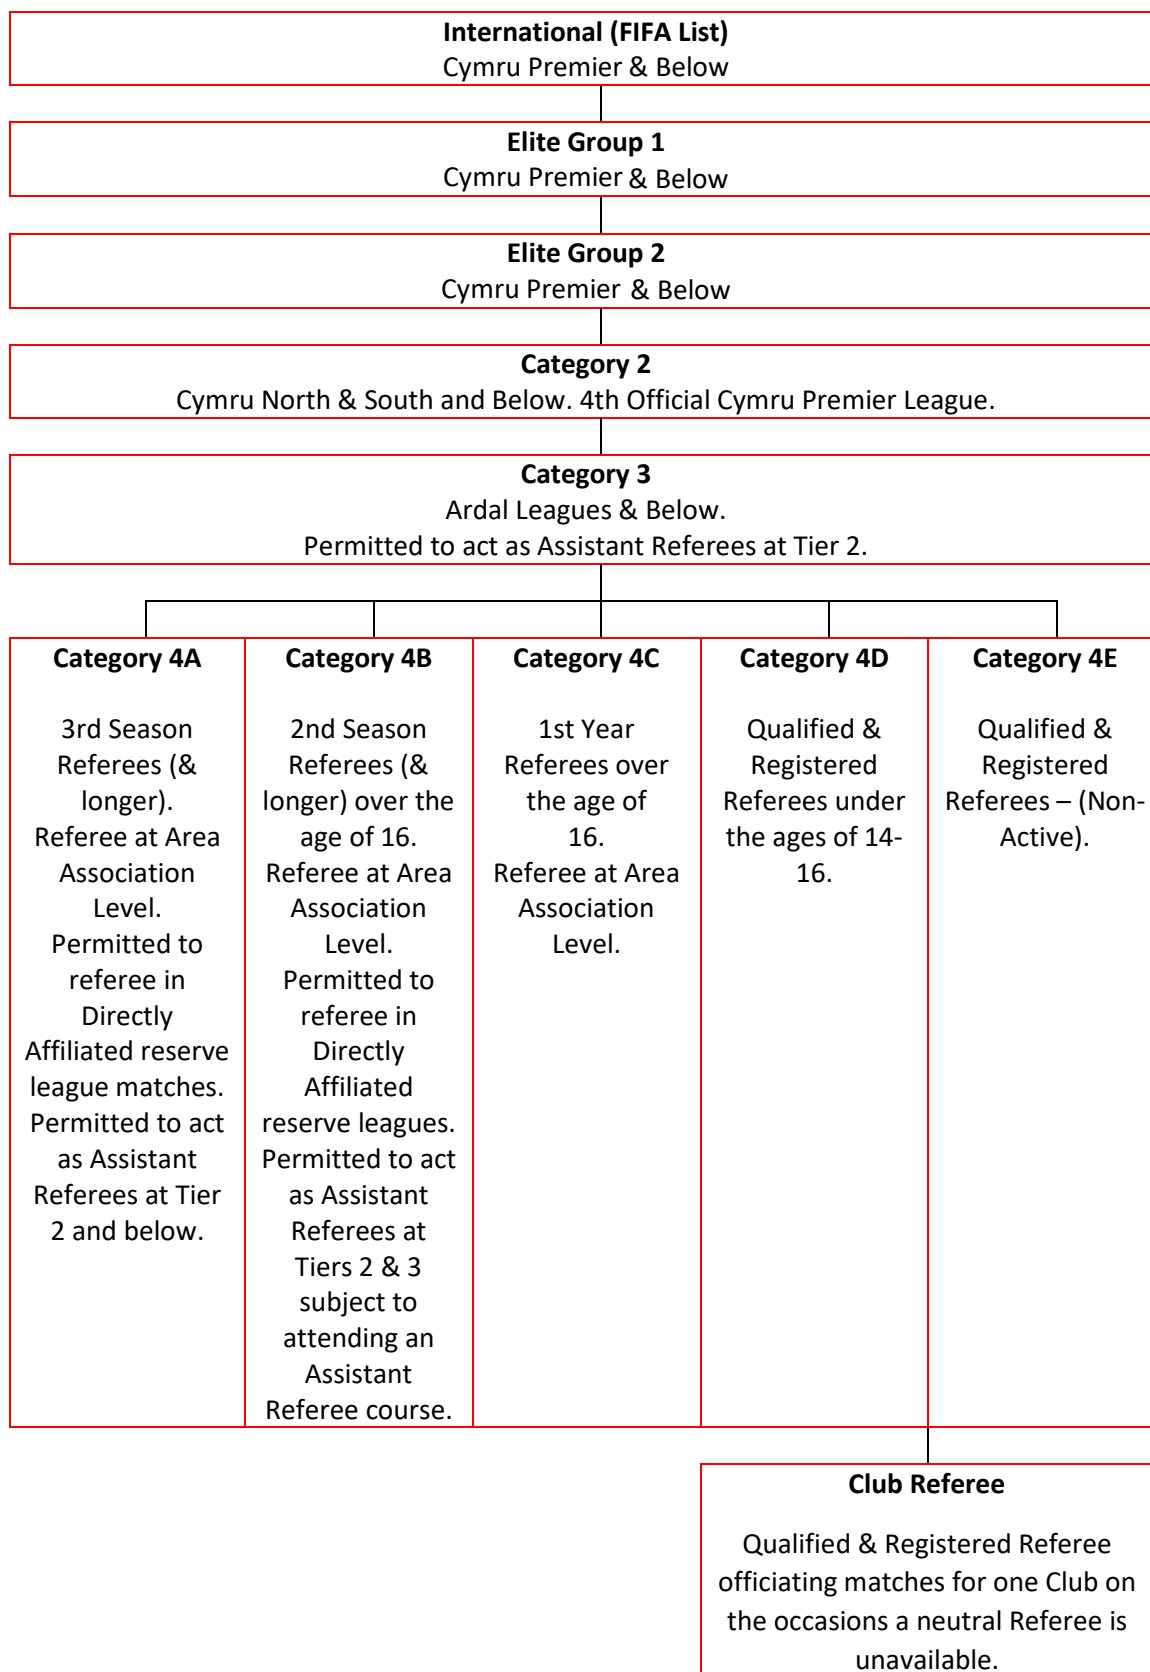 International (FIFA List)
Cymru Premier & Below
Elite Group 1
Cymru Premier & Below
Elite Group 2
Cymru Premier & Below
Category 2
Cymru North & South and Below. 4th Official Cymru Premier League.
Category 3
Ardal Leagues & Below.
Permitted to act as Assistant Referees at Tier 2.
Category 4A
3rd Season
Referees (&
longer).
Referee at Area
Association
Level.
Permitted to
referee in
Directly
Affiliated reserve
league matches.
Permitted to act
as Assistant
Referees at Tier
2 and below.
Category 4B
2nd Season
Referees (&
longer) over the
age of 16.
Referee at Area
Association
Level.
Permitted to
referee in
Directly
Affiliated
reserve leagues.
Permitted to act
as Assistant
Referees at
Tiers 2 & 3
subject to
attending an
Assistant
Referee course.
Category 4C
1st Year
Referees over
the age of
16.
Referee at Area
Association
Level.
Category 4D
Qualified &
Registered
Referees under
the ages of 14-
16.
Category 4E
Qualified &
Registered
Referees – (Non-
Active).
Club Referee
Qualified & Registered Referee
officiating matches for one Club on
the occasions a neutral Referee is
unavailable.